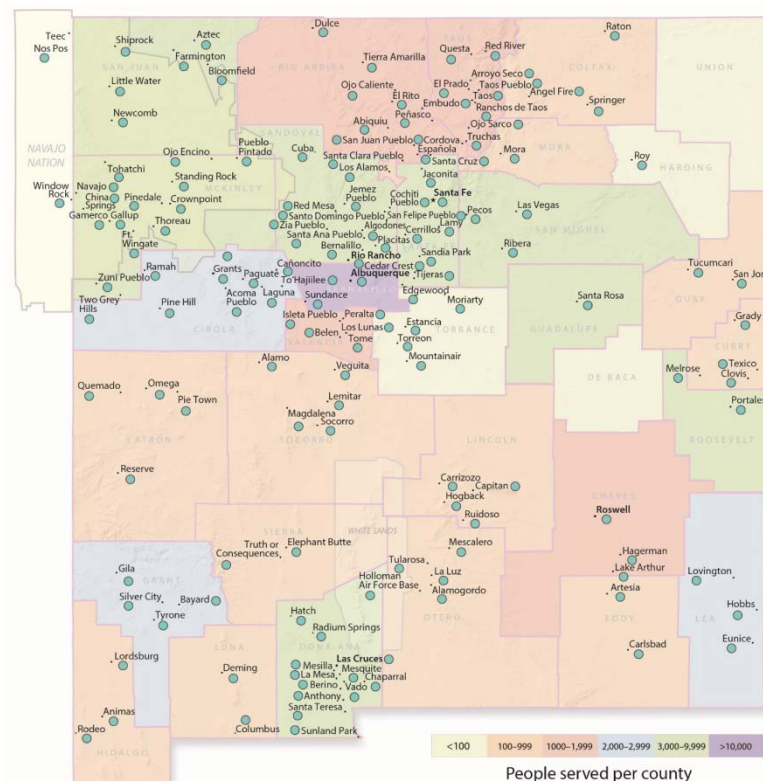 Dulce
Raton
Teec
Nos Pos
Shiprock
Aztec
TAOS
Questa
Red River
SAN JUAN
Farmington
Tierra Amarilla
RIO ARRIBA
COLFAX
UNION
Bloomfield
Arroyo Seco
Little Water
Ojo Caliente
El Prado
Taos Pueblo
Angel Fire
El Rito
Embudo
Taos
Newcomb
Peñasco
Ranchos de Taos
Springer
Abiquiu
Ojo Sarco
NAVAJO
NATION
SANDOVAL
San Juan Pueblo
Cordova
Truchas
MORA
Pueblo
Pintado
Cuba
Española
Mora
Ojo Encino
Santa Clara Pueblo
Santa Cruz
Roy
HARDING
Tohatchi
Los Alamos
Standing Rock
Jaconita
Window
Rock
Navajo
MCKINLEY
Jemez
Pueblo
Cochiti
Pueblo
Santa Fe
China
Springs
Pinedale
Crownpoint
Red Mesa
Las Vegas
Santo Domingo Pueblo
San Felipe Pueblo
Pecos
Gamerco
Gallup
Zia Pueblo
Algodones
Lamy
SAN MIGUEL
Thoreau
Santa Ana Pueblo
Cerrillos
Ft.
Wingate
Bernalillo
Placitas
SANTA FE
Ribera
Rio Rancho
Sandia Park
Ramah
Cañoncito
Cedar Crest
Tucumcari
Zuni Pueblo
Grants
Paguate
To'Hajiilee
Albuquerque
Tijeras
San Jon
Two Grey
Hills
Pine Hill
Acoma
Pueblo
Laguna
Sundance
Edgewood
Santa Rosa
QUAY
Isleta Pueblo
Peralta
Moriarty
CIBOLA
Los Lunas
Estancia
TORRANCE
GUADALUPE
Grady
Belen
VALENCIA
Tome
Torreon
CURRY
Alamo
Mountainair
Melrose
Texico
Veguita
DE BACA
Clovis
Quemado
Omega
Pie Town
Lemitar
Portales
Magdalena
Socorro
CATRON
SOCORRO
LINCOLN
ROOSEVELT
Reserve
Carrizozo
Capitan
Hogback
CHAVES
Ruidoso
Roswell
SIERRA
WHITE SANDS
Truth or
Consequences
Elephant Butte
Mescalero
Gila
Tularosa
Hagerman
GRANT
La Luz
Lake Arthur
Lovington
Holloman
Air Force Base
Silver City
Bayard
Alamogordo
Artesia
OTERO
EDDY
LEA
Hobbs
Tyrone
Hatch
Radium Springs
Eunice
LUNA
DONA ANA
Lordsburg
Las Cruces
Carlsbad
Deming
Mesilla
Mesquite
La Mesa
Chaparral
Berino
Vado
Animas
Anthony
Columbus
Santa Teresa
Rodeo
Sunland Park
HIDALGO
<100
100–999
1000–1,999
2,000–2,999
3,000–9,999
>10,000
People served per county